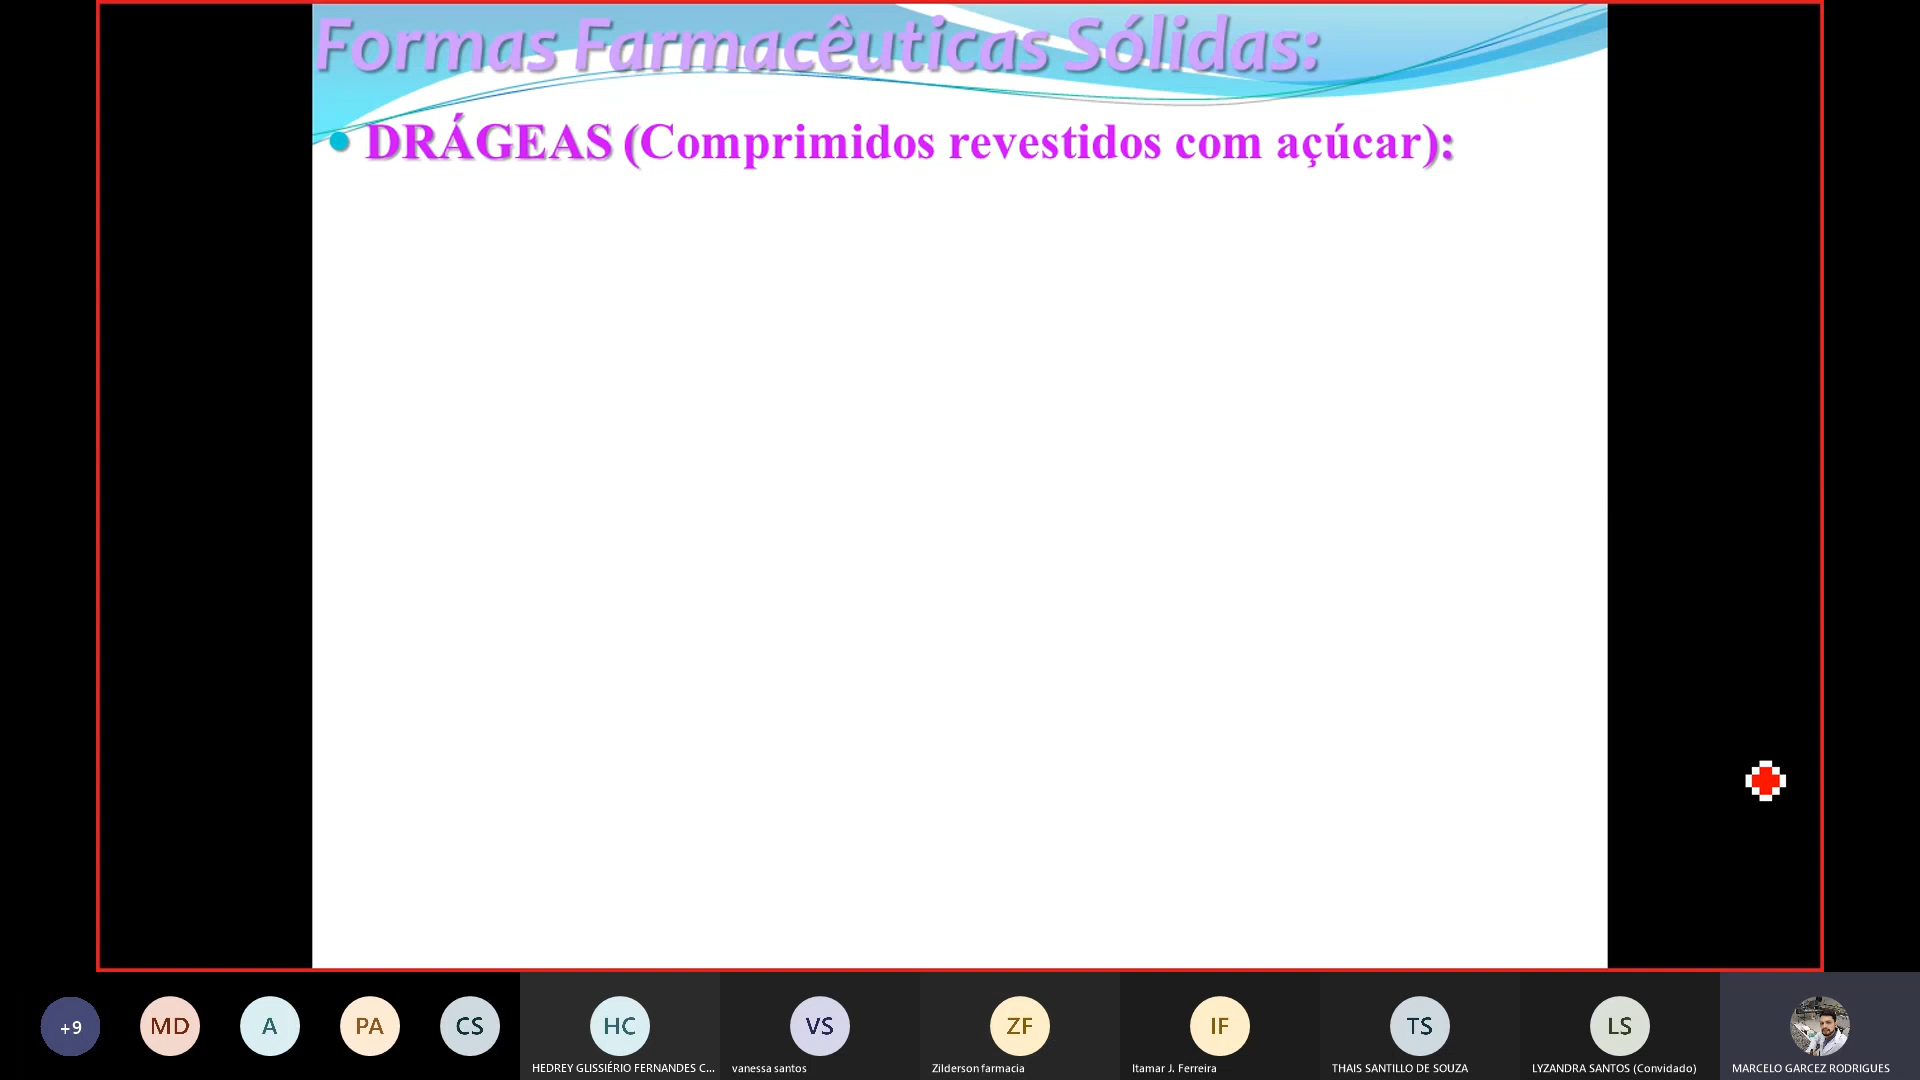 Formas Farmacêuticas Sólidas:
• DRÁGEAS (Comprimidos revestidos com açúcar):
+9
MD
A
PA
CS
HC
VS
ZF
IF
TS
LS
HEDREY GLISSIÉRIO FERNANDES C...
vanessa santos
Zilderson farmacia
Itamar J. Ferreira
THAIS SANTILLO DE SOUZA
LYZANDRA SANTOS (Convidado)
MARCELO GARCEZ RODRIGUES